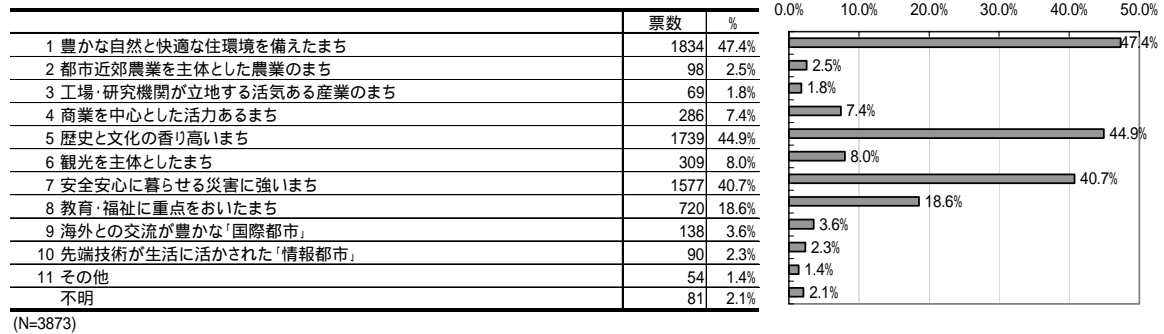 票数 %
1 豊かな自然と快適な住環境を備えたまち 1834 47.4%
2 都市近郊農業を主体とした農業のまち 98 2.5%
3 工場・研究機関が立地する活気ある産業のまち 69 1.8%
4 商業を中心とした活力あるまち 286 7.4%
5 歴史と文化の香り高いまち 1739 44.9%
6 観光を主体としたまち 309 8.0%
7 安全安心に暮らせる災害に強いまち 1577 40.7%
8 教育・福祉に重点をおいたまち 720 18.6%
9 海外との交流が豊かな「国際都市」 138 3.6%
10 先端技術が生活に活かされた「情報都市」 90 2.3%
11 その他 54 1.4%
不明 81 2.1%
(N=3873)
0.0% 10.0% 20.0% 30.0% 40.0% 50.0%
47.4%
2.5%
1.8%
7.4%
44.9%
8.0%
40.7%
18.6%
3.6%
2.3%
1.4%
2.1%